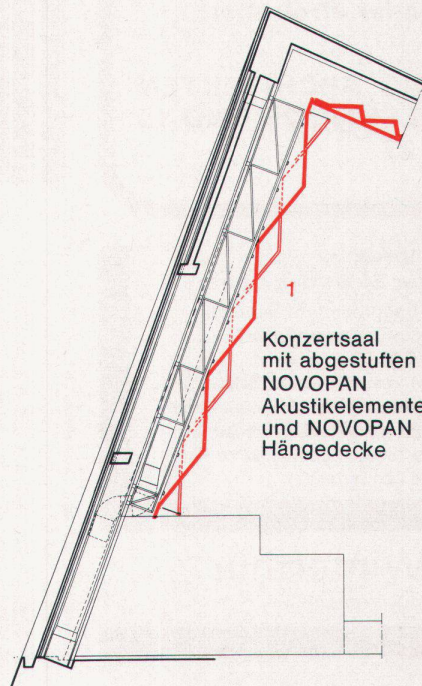 1
Konzertsaal
mit abgestuften
NOVOPAN
Akustikelemente
und NOVOPAN
Hängedecke